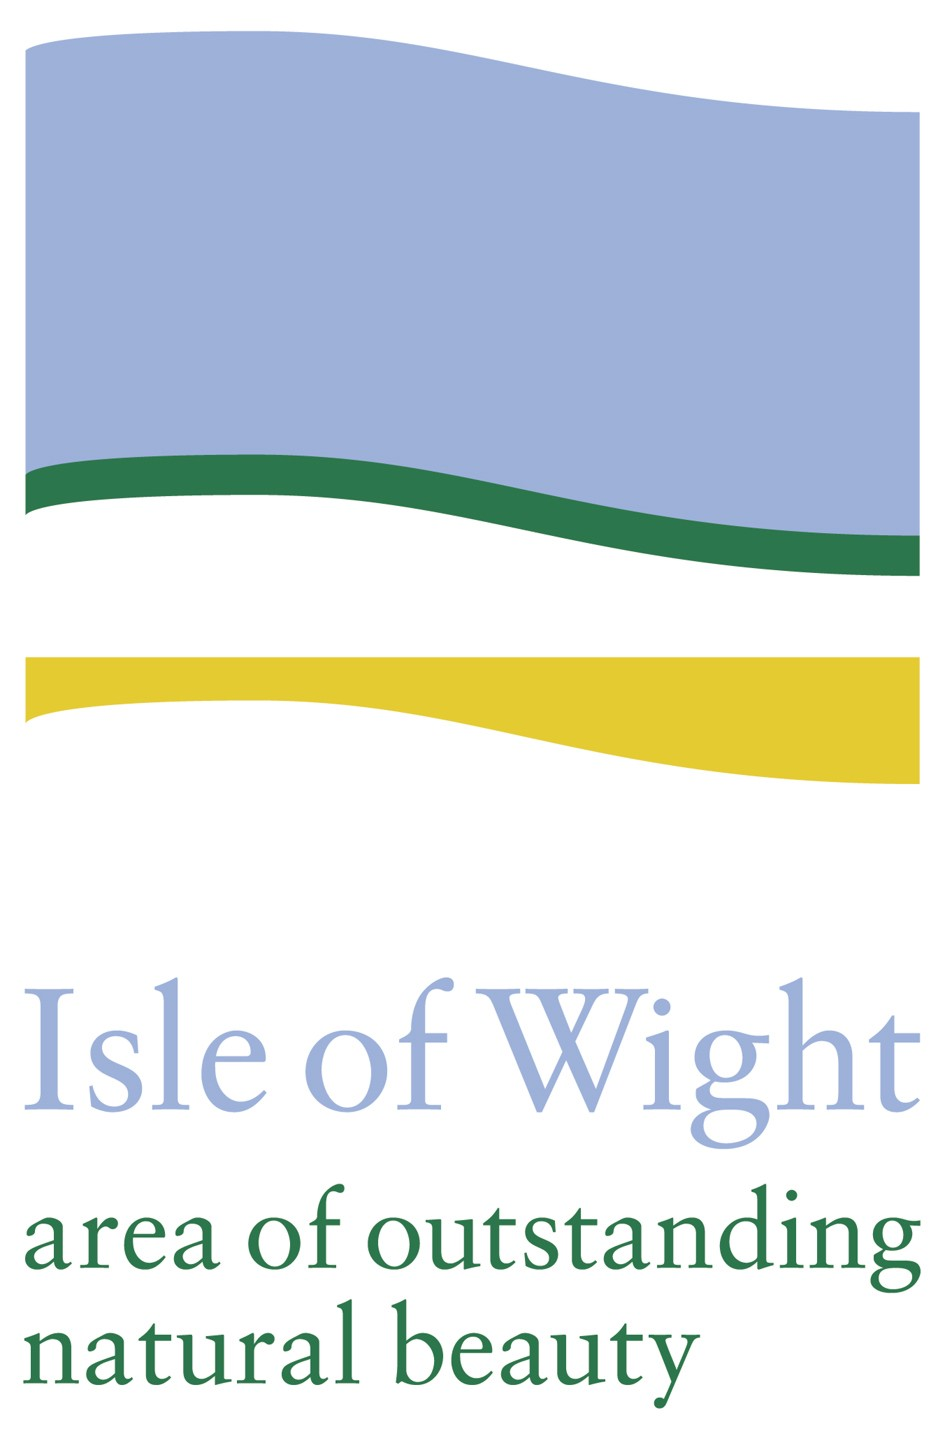 Isle of Wight
area of outstanding
natural beauty